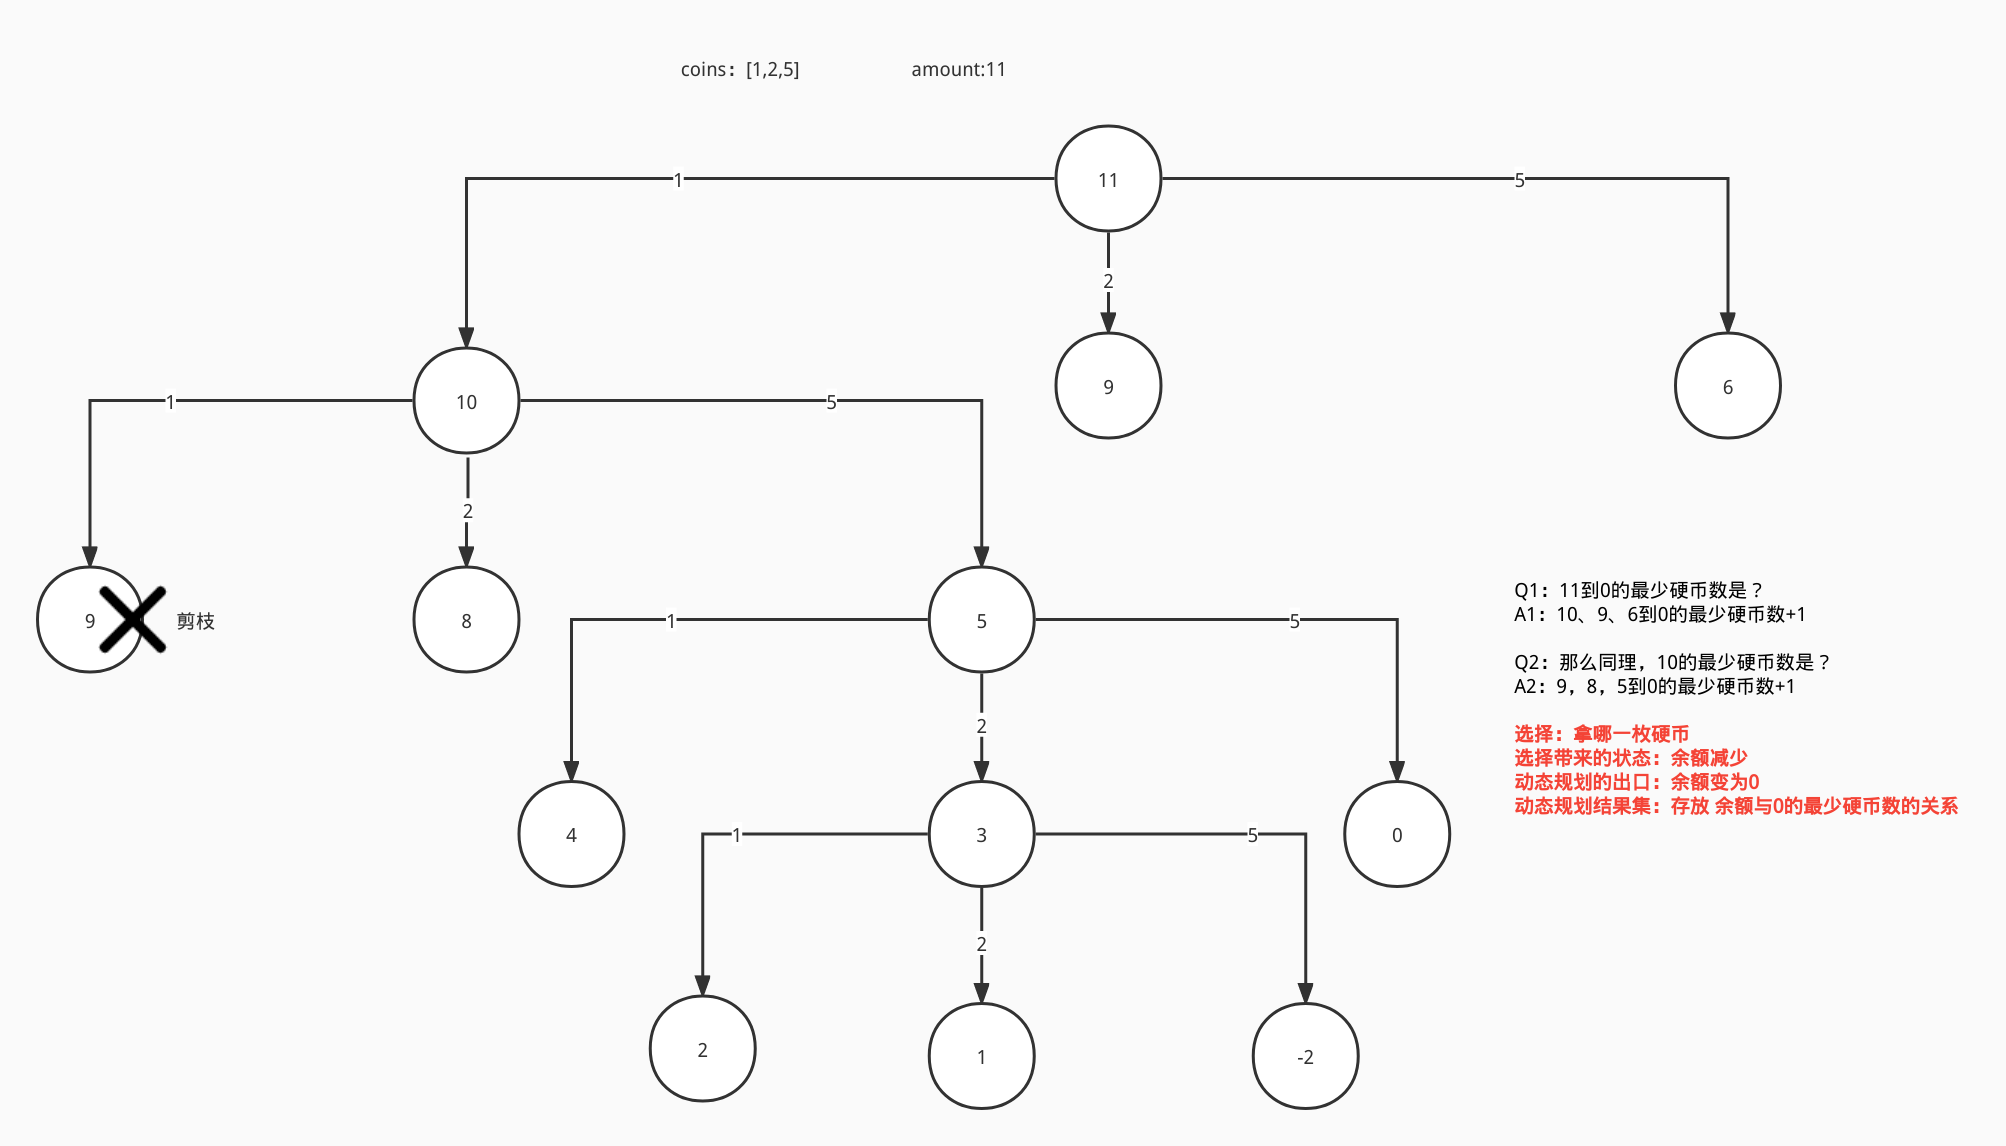 coins：[1,2,5] amount:11
11
1
5
2
10
9
6
1
5
2
9
剪枝
8
5
1
5
2
4
3
0
1
5
2
2
1
-2
Q1：11到0的最少硬币数是？
A1：10、9、6到0的最少硬币数+1
Q2：那么同理，10的最少硬币数是？
A2：9，8，5到0的最少硬币数+1
选择：拿哪一枚硬币
选择带来的状态：余额减少
动态规划的出口：余额变为0
动态规划结果集：存放 余额与0的最少硬币数的关系